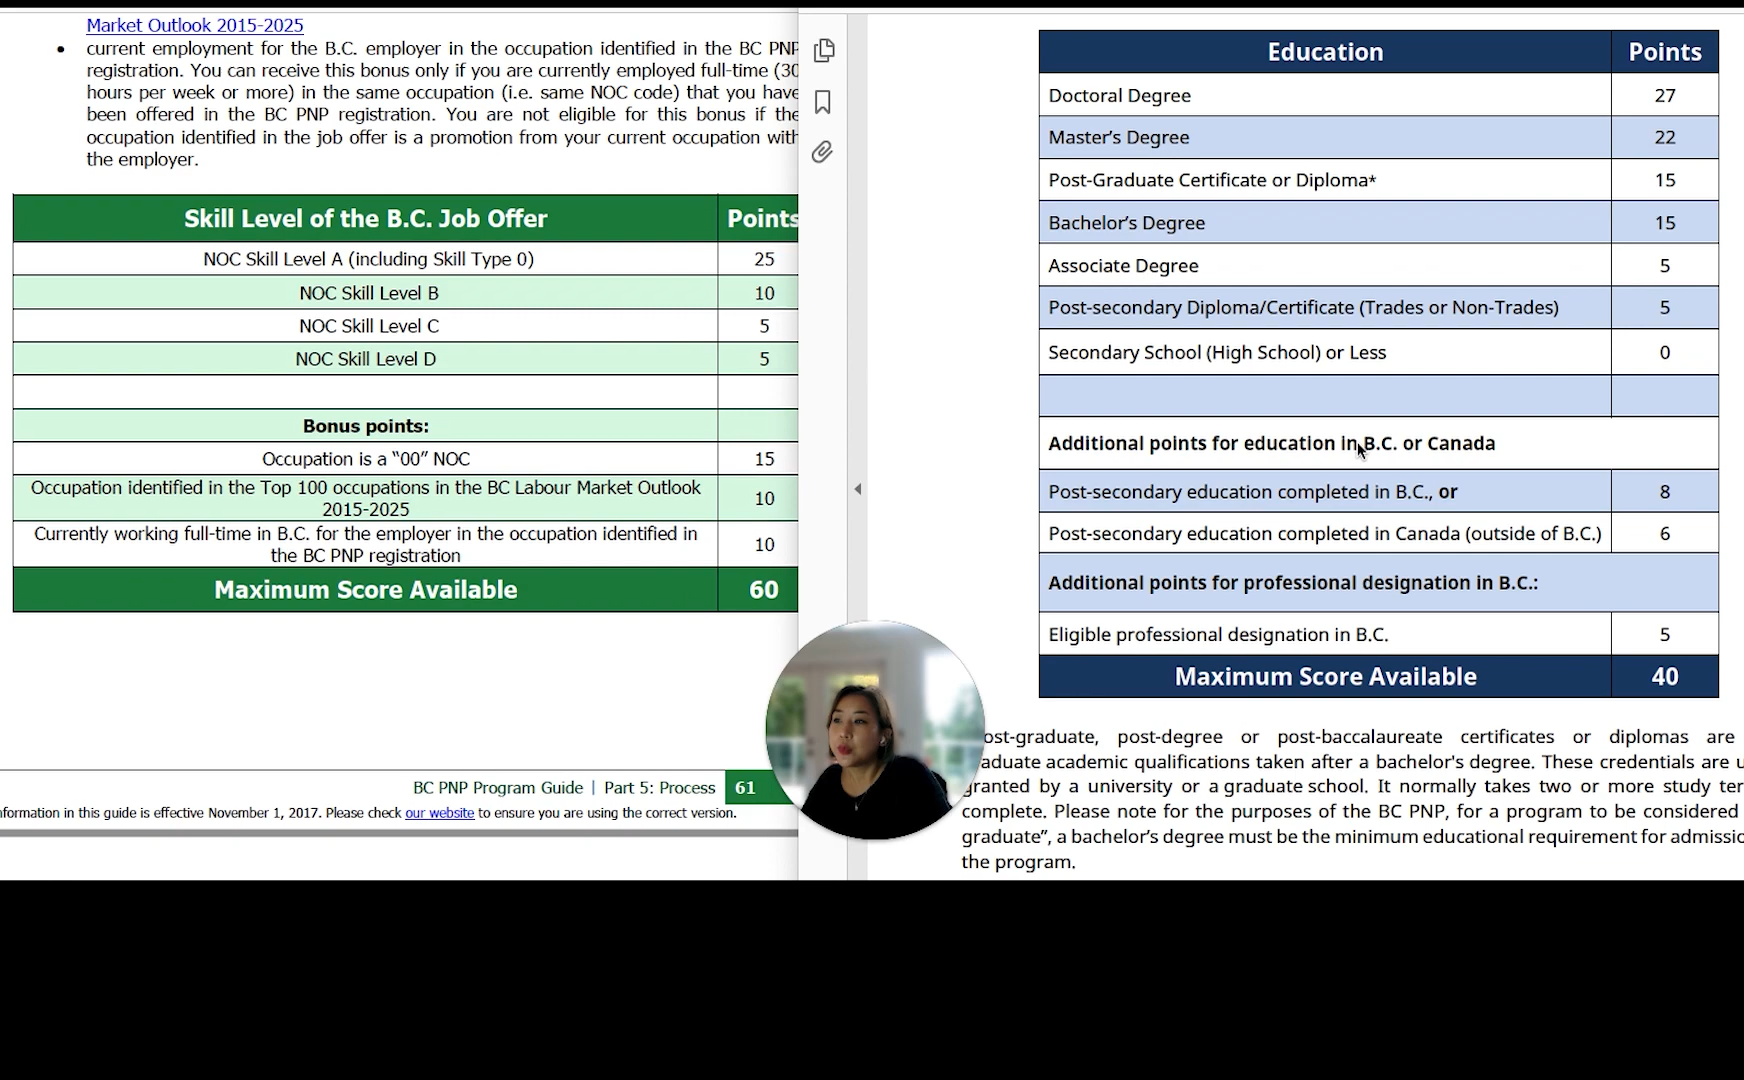 Market Outlook 2015-2025
• current employment for the B.C. employer in the occupation identified in the BC PNP
registration. You can receive this bonus only if you are currently employed full-time (30
hours per week or more) in the same occupation (i.e. same NOC code) that you have
been offered in the BC PNP registration. You are not eligible for this bonus if the
occupation identified in the job offer is a promotion from your current occupation with
the employer.
Skill Level of the B.C. Job Offer Points
NOC Skill Level A (including Skill Type 0) 25
NOC Skill Level B 10
NOC Skill Level C 5
NOC Skill Level D 5
Bonus points:
Occupation is a “00” NOC 15
Occupation identified in the Top 100 occupations in the BC Labour Market Outlook
2015-2025 10
Currently working full-time in B.C. for the employer in the occupation identified in
the BC PNP registration 10
Maximum Score Available 60
BC PNP Program Guide | Part 5: Process 61
nformation in this guide is effective November 1, 2017. Please check our website to ensure you are using the correct version.
Education Points
Doctoral Degree 27
Master’s Degree 22
Post-Graduate Certificate or Diploma* 15
Bachelor’s Degree 15
Associate Degree 5
Post-secondary Diploma/Certificate (Trades or Non-Trades) 5
Secondary School (High School) or Less 0
Additional points for education in B.C. or Canada
Post-secondary education completed in B.C., or 8
Post-secondary education completed in Canada (outside of B.C.) 6
Additional points for professional designation in B.C.:
Eligible professional designation in B.C. 5
Maximum Score Available 40
ost-graduate, post-degree or post-baccalaureate certificates or diplomas are
aduate academic qualifications taken after a bachelor's degree. These credentials are u
granted by a university or a graduate school. It normally takes two or more study ter
complete. Please note for the purposes of the BC PNP, for a program to be considered
graduate”, a bachelor’s degree must be the minimum educational requirement for admissio
the program.